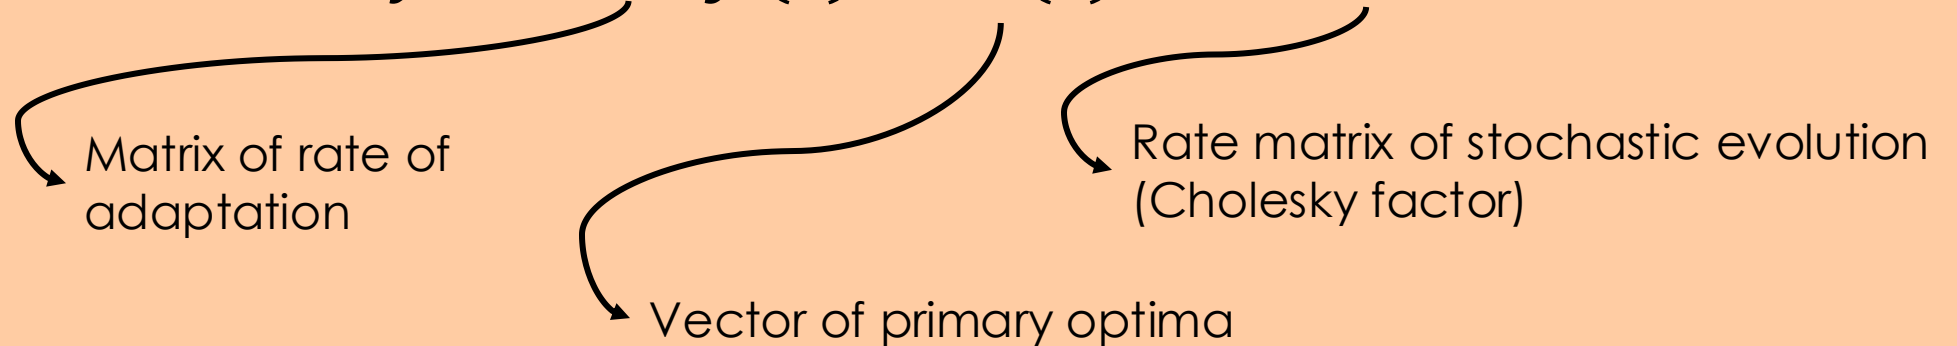 Matrix of rate of
adaptation
Rate matrix of stochastic evolution
(Cholesky factor)
Vector of primary optima